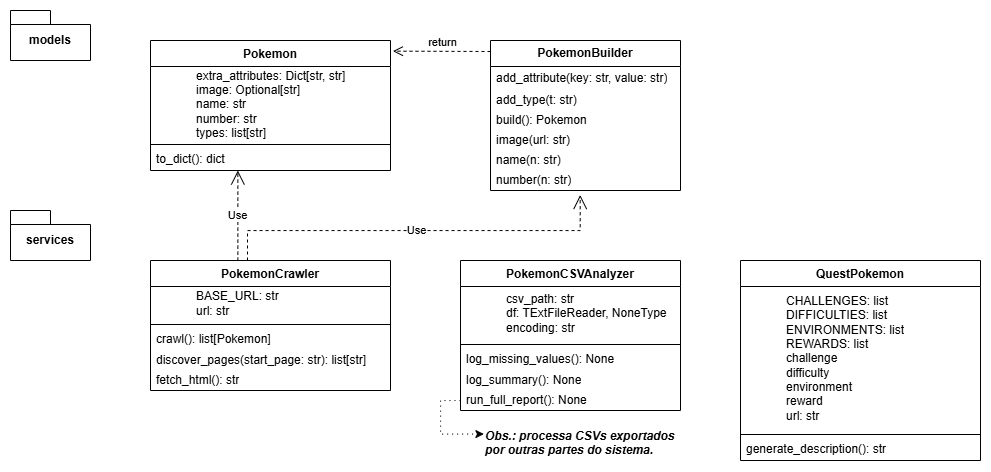 models
Pokemon
extra_attributes: Dict[str, str]
image: Optional[str]
name: str
number: str
types: list[str]
to_dict(): dict
return
PokemonBuilder
add_attribute(key: str, value: str)
add_type(t: str)
build(): Pokemon
image(url: str)
name(n: str)
number(n: str)
Use
Use
services
PokemonCrawler
BASE_URL: str
url: str
crawl(): list[Pokemon]
discover_pages(start_page: str): list[str]
fetch_html(): str
PokemonCSVAnalyzer
csv_path: str
df: TExtFileReader, NoneType
encoding: str
log_missing_values(): None
log_summary(): None
run_full_report(): None
Obs.: processa CSVs exportados
por outras partes do sistema.
QuestPokemon
CHALLENGES: list
DIFFICULTIES: list
ENVIRONMENTS: list
REWARDS: list
challenge
difficulty
environment
reward
url: str
generate_description(): str